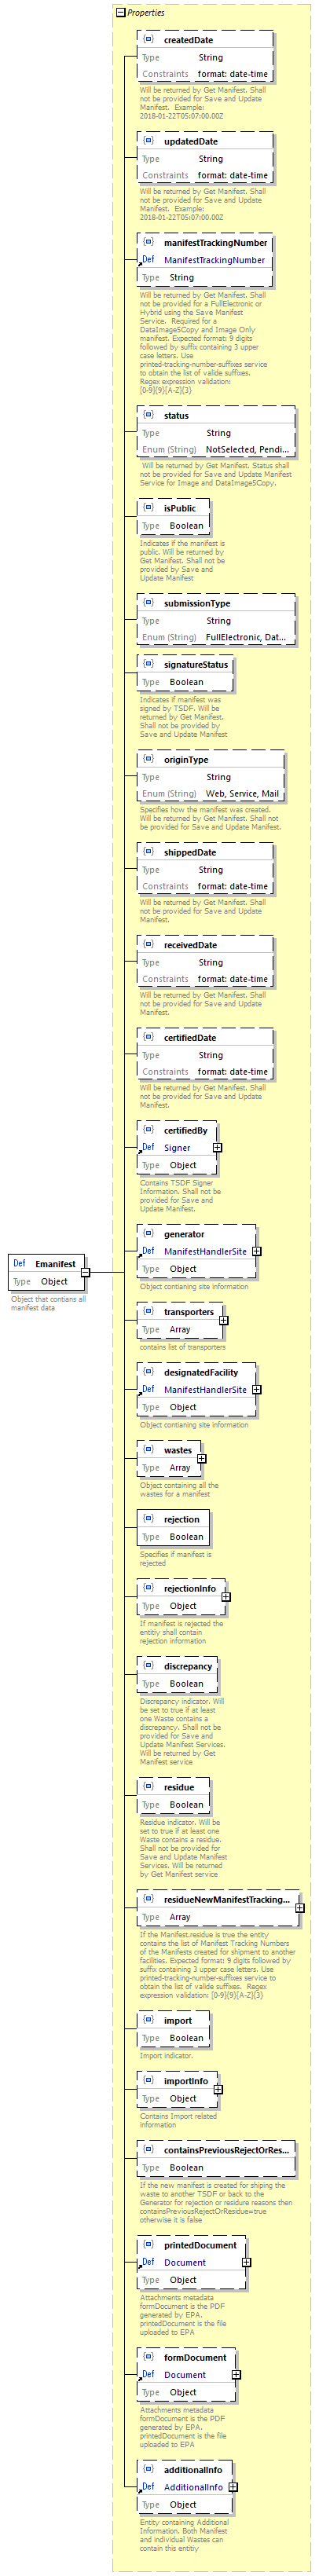 Properties
createdDate
Type String
Constraints format: date-time
Will be returned by Get Manifest. Shall
not be provided for Save and Update
Manifest.  Example:
2018-01-22T05:07:00.00Z
updatedDate
Type String
Constraints format: date-time
Will be returned by Get Manifest. Shall
not be provided for Save and Update
Manifest.  Example:
2018-01-22T05:07:00.00Z
manifestTrackingNumber
Def ManifestTrackingNumber
Type String
Will be returned by Get Manifest. Shall
not be provided for a FullElectronic or
Hybrid using the Save Manifest
Service.  Required for a
DataImage5Copy and Image Only
manifest. Expected format: 9 digits
followed by suffix containing 3 upper
case letters. Use
printed-tracking-number-suffixes service
to obtain the list of valide suffixes.
Regex expression validation:
[0-9]{9}[A-Z]{3}
status
Type String
Enum (String) NotSelected, Pendi...
Will be returned by Get Manifest. Status shall
not be provided for Save and Update Manifest
Service for Image and DataImage5Copy.
isPublic
Type Boolean
Indicates if the manifest is
public. Will be returned by
Get Manifest. Shall not be
provided by Save and
Update Manifest
submissionType
Type String
Enum (String) FullElectronic, Dat...
signatureStatus
Type Boolean
Indicates if manifest was
signed by TSDF. Will be
returned by Get Manifest.
Shall not be provided for
Save and Update Manifest
originType
Type String
Enum (String) Web, Service, Mail
Specifies how the manifest was created.
Will be returned by Get Manifest. Shall not
be provided for Save and Update Manifest.
shippedDate
Type String
Constraints format: date-time
Will be returned by Get Manifest. Shall
not be provided for Save and Update
Manifest.
receivedDate
Type String
Constraints format: date-time
Will be returned by Get Manifest. Shall
not be provided for Save and Update
Manifest.
certifiedDate
Type String
Constraints format: date-time
Will be returned by Get Manifest. Shall
not be provided for Save and Update
Manifest.
certifiedBy
Def Signer
Type Object
Contains TSDF Signer
Information. Shall not be
provided for Save and
Update Manifest.
Def Emanifest
Type Object
Object that contians all
manifest data
generator
Def ManifestHandlerSite
Type Object
Object contianing site information
transporters
Type Array
contains list of transporters
designatedFacility
Def ManifestHandlerSite
Type Object
Object contianing site information
wastes
Type Array
Object containing all the
wastes for a manifest
rejection
Type Boolean
Specifies if manifest is
rejected
rejectionInfo
Type Object
If manifest is rejected the
entitiy shall contain
rejection information
discrepancy
Type Boolean
Discrepancy indicator. Will
be set to true if at least
one Waste contains a
discrepancy. Shall not be
provided for Save and
Update Manifest Services.
Will be returned by Get
Manifest service
residue
Type Boolean
Residue indicator. Will be
set to true if at least one
Waste contains a residue.
Shall not be provided for
Save and Update Manifest
Services. Will be returned
by Get Manifest service
residueNewManifestTracking...
Type Array
If the Manifest.residue is true the entity
contains the list of Manifest Tracking Numbers
of the Manifests created for shipment to another
facilities. Expected format: 9 digits followed by
suffix containing 3 upper case letters. Use
printed-tracking-number-suffixes service to
obtain the list of valide suffixes.  Regex
expression validation: [0-9]{9}[A-Z]{3}
import
Type Boolean
Import indicator.
importInfo
Type Object
Contains Import related
information
containsPreviousRejectOrRes...
Type Boolean
If the new manifest is created for shiping the
waste to another TSDF or back to the
Generator for rejection or residure reasons then
containsPreviousRejectOrResidue=true
otherwise it is false
printedDocument
Def Document
Type Object
Attachments metadata
formDocument is the PDF
generated by EPA.
printedDocument is the file
uploaded to EPA
formDocument
Def Document
Type Object
Attachments metadata
formDocument is the PDF
generated by EPA.
printedDocument is the file
uploaded to EPA
additionalInfo
Def AdditionalInfo
Type Object
Entity containing Additional
Information. Both Manifest
and individual Wastes can
contain this entitiy